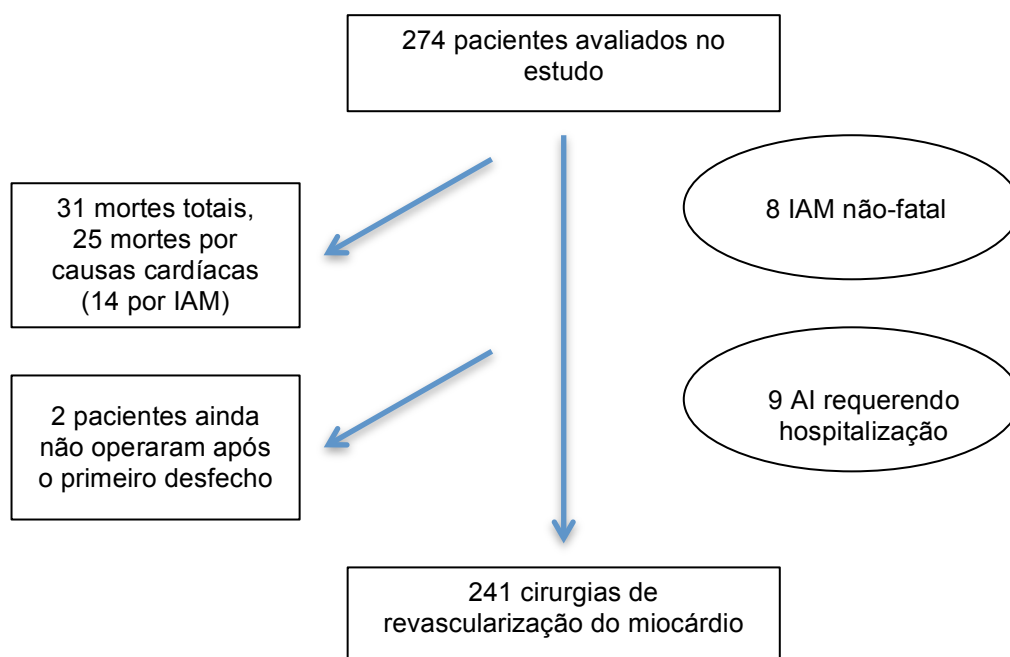 274 pacientes avaliados no
estudo
31 mortes totais,
25 mortes por
causas cardíacas
(14 por IAM)
8 IAM não-fatal
2 pacientes ainda
não operaram após
o primeiro desfecho
9 AI requerendo
hospitalização
241 cirurgias de
revascularização do miocárdio